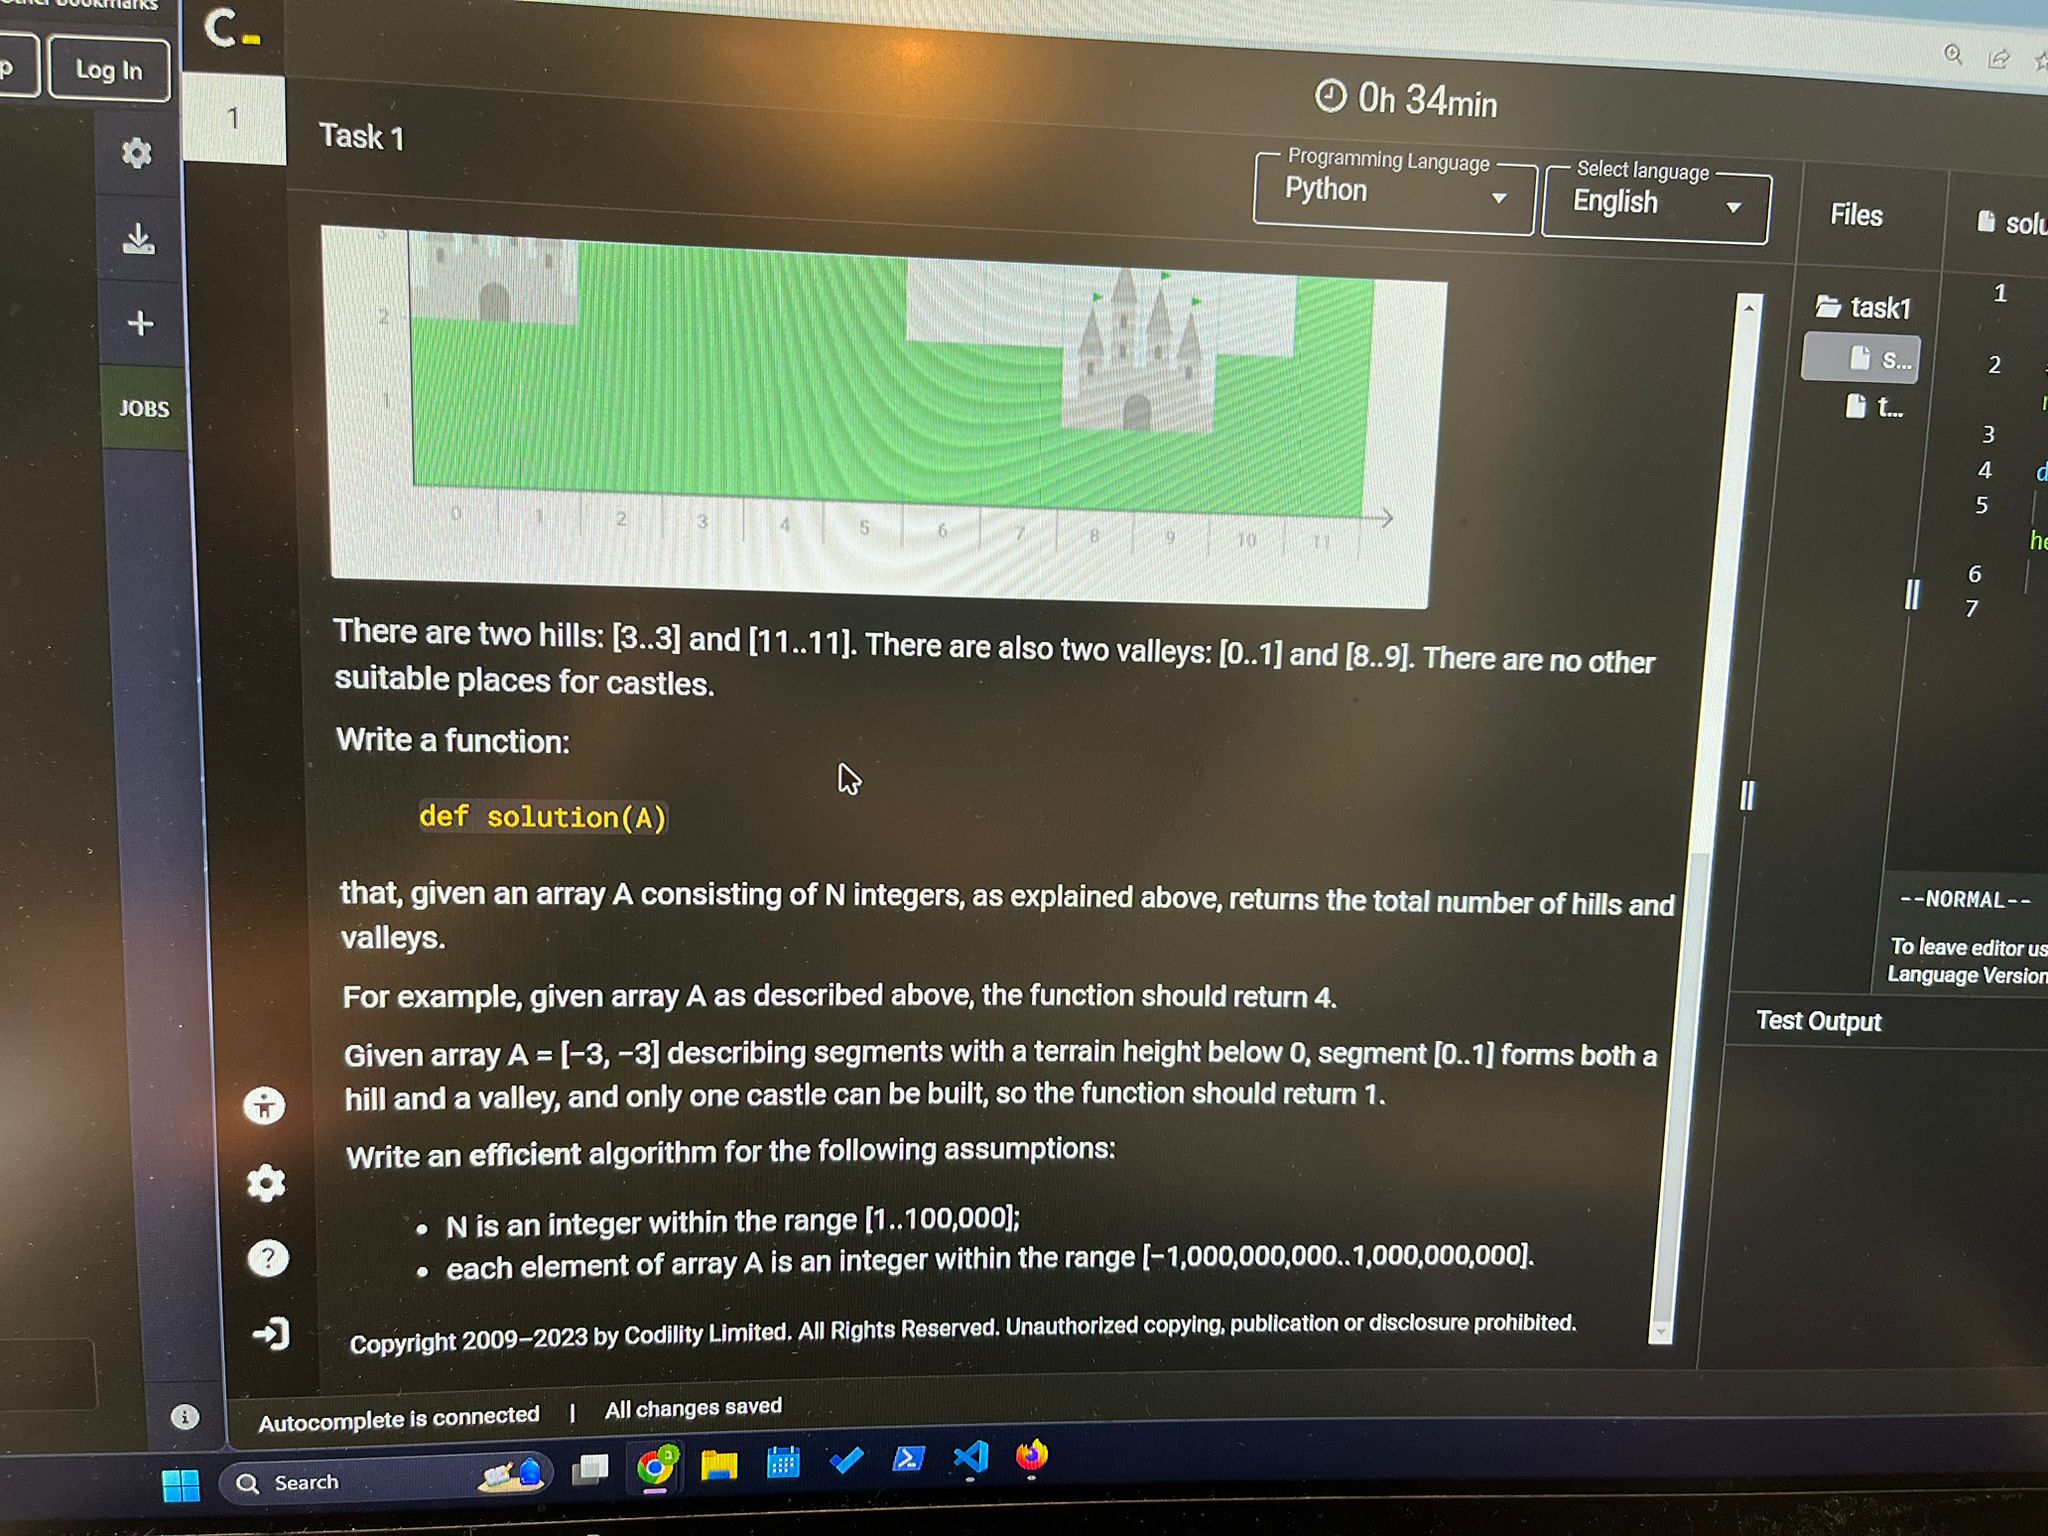 Log In
C_
1
Task 1
0h 34min
Programming Language
Python
Select language
English
Files
task1
s...
t...
1
2
3
4
5
6
7
JOBS
2
1
0 1 2 3 4 5 6 7 8 9 10 11
There are two hills: [3..3] and [11..11]. There are also two valleys: [0..1] and [8..9]. There are no other
suitable places for castles.
Write a function:
def solution(A)
that, given an array A consisting of N integers, as explained above, returns the total number of hills and
valleys.
For example, given array A as described above, the function should return 4.
Given array A = [−3, −3] describing segments with a terrain height below 0, segment [0..1] forms both a
hill and a valley, and only one castle can be built, so the function should return 1.
Write an efficient algorithm for the following assumptions:
• N is an integer within the range [1..100,000];
• each element of array A is an integer within the range [−1,000,000,000..1,000,000,000].
Copyright 2009–2023 by Codility Limited. All Rights Reserved. Unauthorized copying, publication or disclosure prohibited.
--NORMAL--
To leave editor us
Language Version
Test Output
Autocomplete is connected | All changes saved
Search